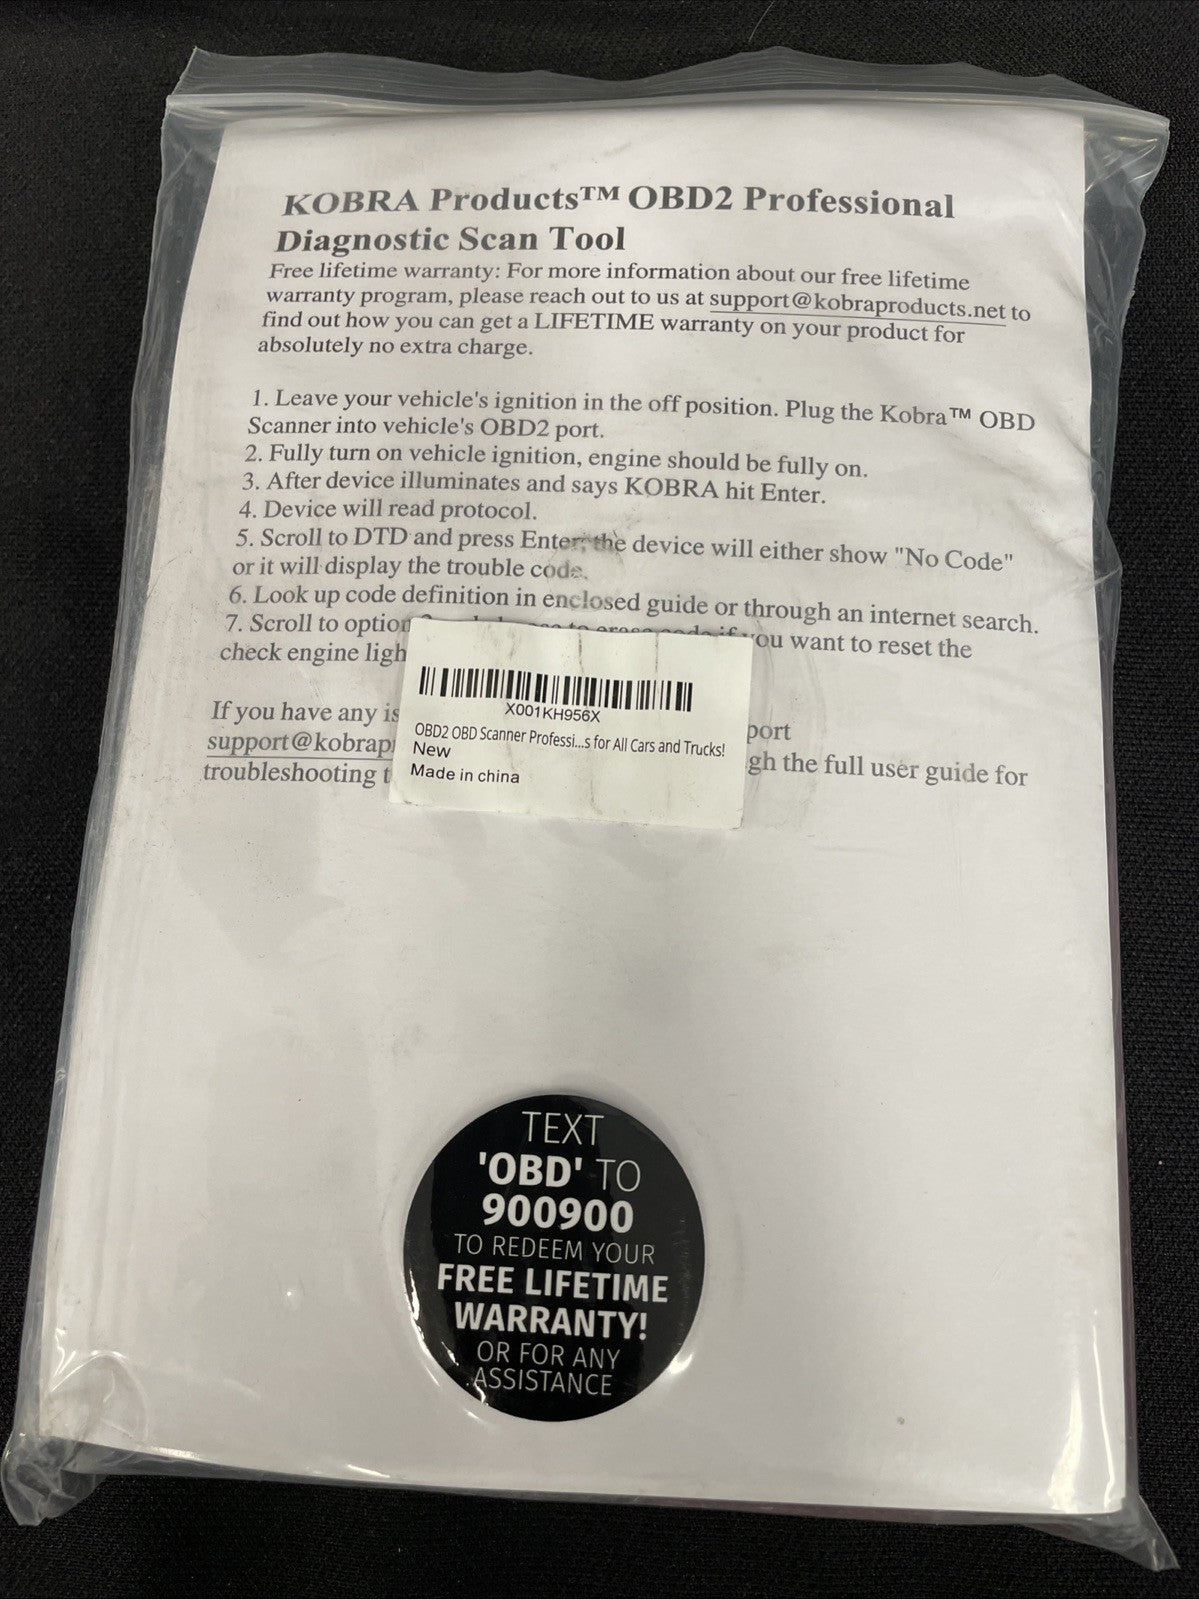 KOBRA Products™ OBD2 Professional
Diagnostic Scan Tool
Free lifetime warranty: For more information about our free lifetime
warranty program, please reach out to us at support@kobraproducts.net to
find out how you can get a LIFETIME warranty on your product for
absolutely no extra charge.
1. Leave your vehicle's ignition in the off position. Plug the Kobra™ OBD
Scanner into vehicle's OBD2 port.
2. Fully turn on vehicle ignition, engine should be fully on.
3. After device illuminates and says KOBRA hit Enter.
4. Device will read protocol.
5. Scroll to DTD and press Enter; the device will either show "No Code"
or it will display the trouble code.
6. Look up code definition in enclosed guide or through an internet search.
7. Scroll to option to erase code if you want to reset the
check engine ligh
If you have any is port
support@kobrap gh the full user guide for
troubleshooting t
X001KH956X
OBD2 OBD Scanner Professi...s for All Cars and Trucks!
New
Made in china
TEXT
'OBD' TO
900900
TO REDEEM YOUR
FREE LIFETIME
WARRANTY!
OR FOR ANY
ASSISTANCE